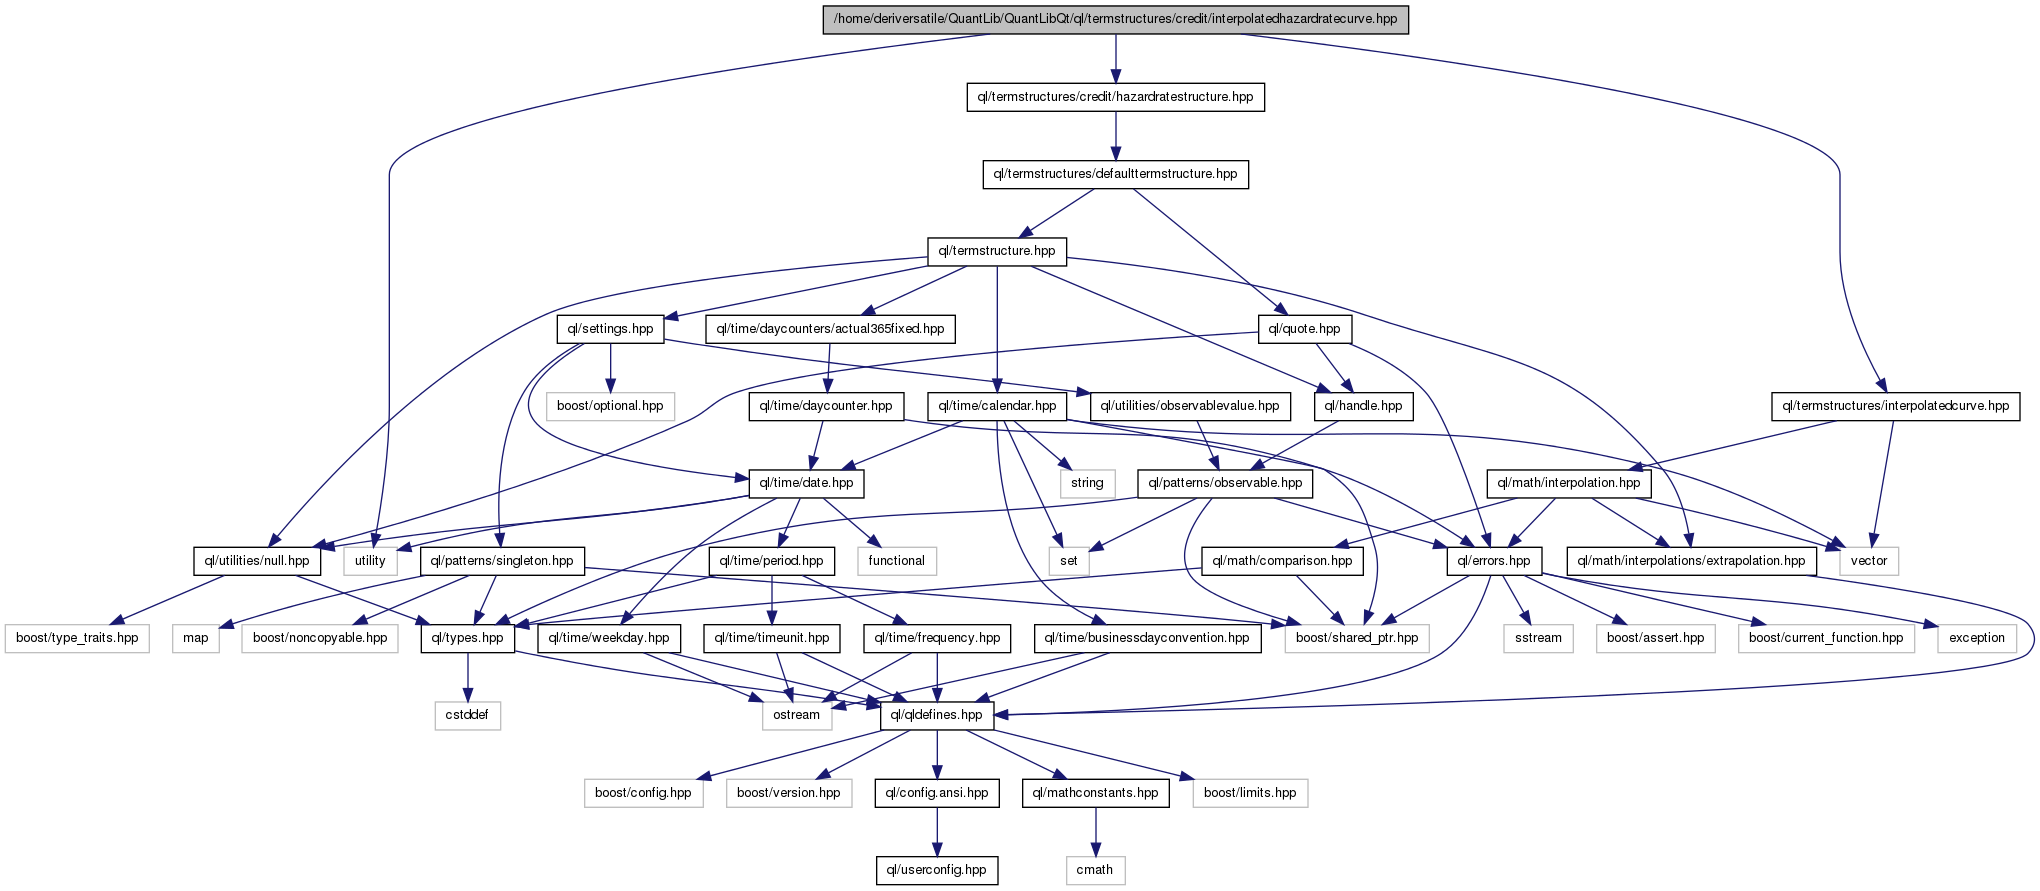 /home/deriversatile/QuantLib/QuantLibQt/ql/termstructures/credit/interpolatedhazardratecurve.hpp
ql/termstructures/credit/hazardratestructure.hpp
ql/termstructures/defaulttermstructure.hpp
ql/termstructure.hpp
ql/settings.hpp
ql/time/daycounters/actual365fixed.hpp
ql/quote.hpp
boost/optional.hpp
ql/time/daycounter.hpp
ql/time/calendar.hpp
ql/utilities/observablevalue.hpp
ql/handle.hpp
ql/termstructures/interpolatedcurve.hpp
ql/time/date.hpp
string
ql/patterns/observable.hpp
ql/math/interpolation.hpp
ql/utilities/null.hpp
utility
ql/patterns/singleton.hpp
ql/time/period.hpp
functional
set
ql/math/comparison.hpp
ql/errors.hpp
ql/math/interpolations/extrapolation.hpp
vector
boost/type_traits.hpp
map
boost/noncopyable.hpp
ql/types.hpp
ql/time/weekday.hpp
ql/time/timeunit.hpp
ql/time/frequency.hpp
ql/time/businessdayconvention.hpp
boost/shared_ptr.hpp
sstream
boost/assert.hpp
boost/current_function.hpp
exception
cstddef
ostream
ql/qldefines.hpp
boost/config.hpp
boost/version.hpp
ql/config.ansi.hpp
ql/mathconstants.hpp
boost/limits.hpp
ql/userconfig.hpp
cmath